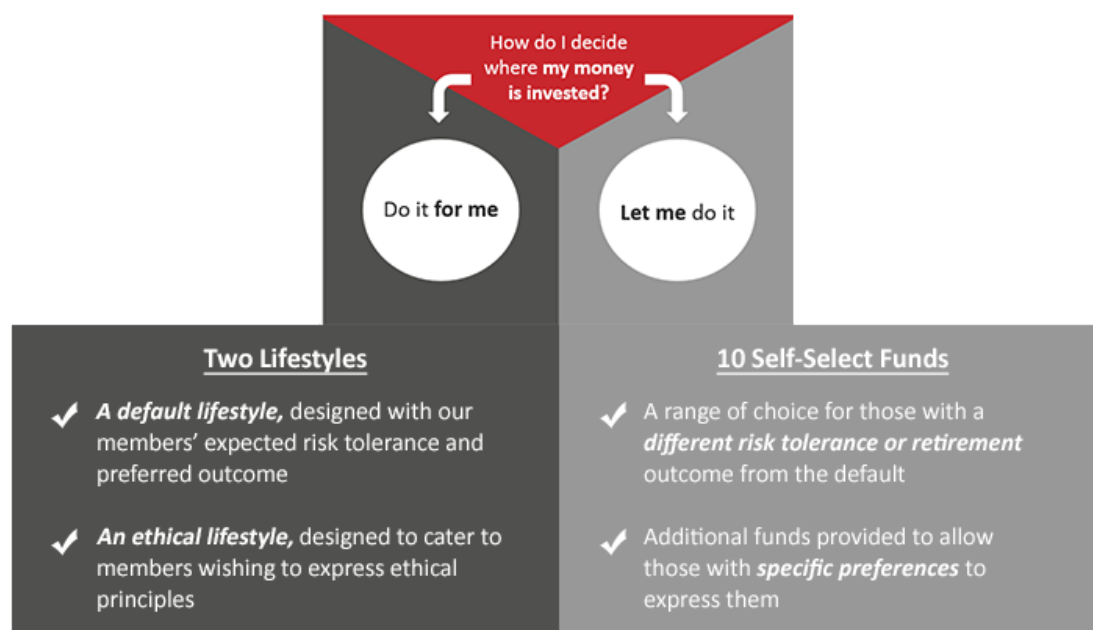 How do I decide
where my money
is invested?
Do it for me
Let me do it
Two Lifestyles
A default lifestyle, designed with our
members’ expected risk tolerance and
preferred outcome
An ethical lifestyle, designed to cater to
members wishing to express ethical
principles
10 Self-Select Funds
A range of choice for those with a
different risk tolerance or retirement
outcome from the default
Additional funds provided to allow
those with specific preferences to
express them